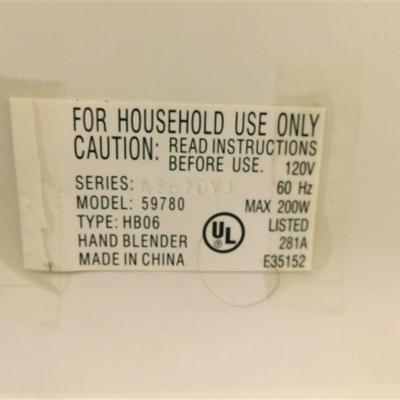 FOR HOUSEHOLD USE ONLY
CAUTION: READ INSTRUCTIONS
BEFORE USE. 120V
SERIES: 60 Hz
MODEL: 59780 MAX 200W
TYPE: HB06 UL LISTED
HAND BLENDER 281A
MADE IN CHINA E35152